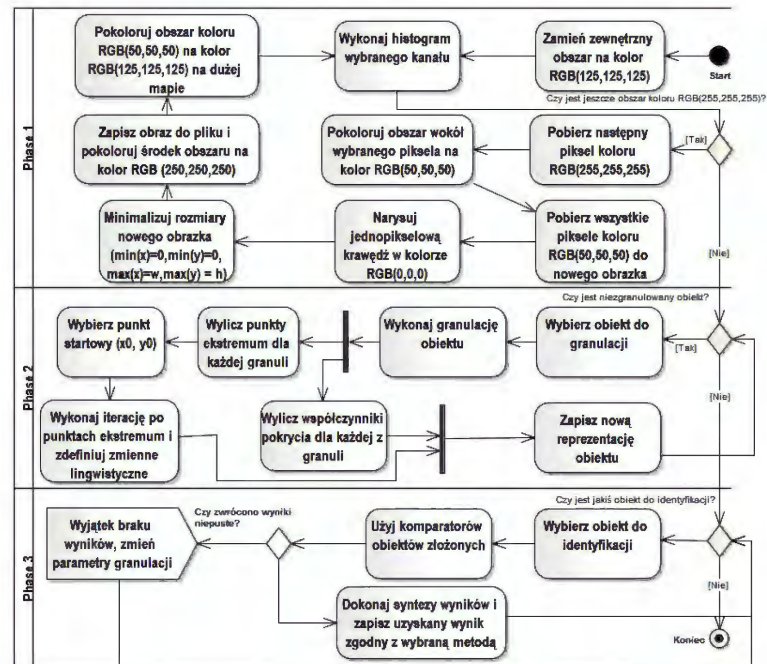 Phase 1
Pokoloruj obszar koloru
RGB(50,50,50) na kolor
RGB(125,125,125) na dużej
mapie
Wykonaj histogram
wybranego kanału
Zamień zewnętrzny
obszar na kolor
RGB(125,125,125)
Start
Czy jest jeszcze obszar koloru RGB(255,255,255)?
Zapisz obraz do pliku i
pokoloruj środek obszaru na
kolor RGB (250,250,250)
Pokoloruj obszar wokół
wybranego piksela na
kolor RGB(50,50,50)
Pobierz następny
piksel koloru
RGB(255,255,255)
[Tak]
Minimalizuj rozmiary
nowego obrazka
(min(x)=0,min(y)=0,
max(x)=w,max(y) = h)
Narysuj
jednopikselową
krawędź w kolorze
RGB(0,0,0)
Pobierz wszystkie
piksele koloru
RGB(50,50,50) do
nowego obrazka
[Nie]
Phase 2
Czy jest niezgranulowany obiekt?
Wybierz punkt
startowy (x0, y0)
Wylicz punkty
ekstremum dla
każdej granuli
Wykonaj granulację
obiektu
Wybierz obiekt do
granulacji
[Tak]
Wykonaj iterację po
punktach ekstremum i
zdefiniuj zmienne
lingwistyczne
Wylicz współczynniki
pokrycia dla każdej z
granuli
Zapisz nową
reprezentację
obiektu
[Nie]
Phase 3
Czy jest jakiś obiekt do identyfikacji?
Wyjątek braku
wyników, zmień
parametry granulacji
Czy zwrócono wyniki
niepuste?
Użyj komparatorów
obiektów złożonych
Wybierz obiekt do
identyfikacji
[Nie]
Dokonaj syntezy wyników i
zapisz uzyskany wynik
zgodny z wybraną metodą
Koniec